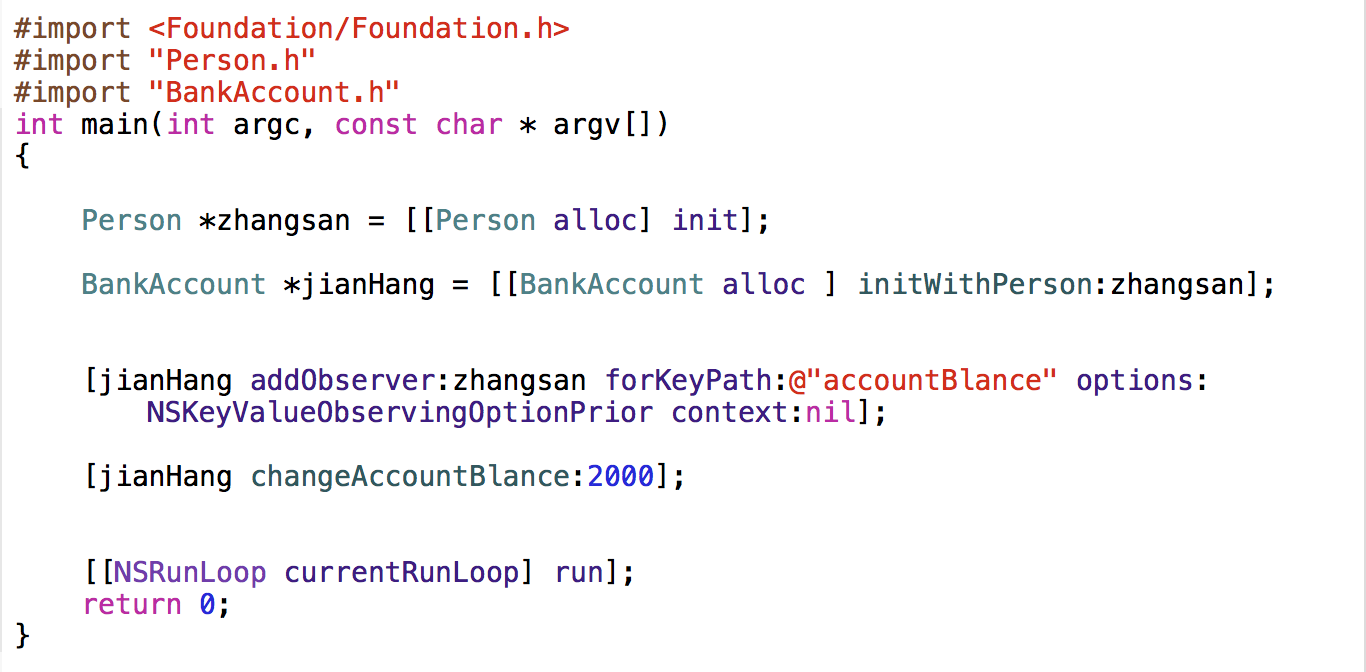 #import <Foundation/Foundation.h>
#import "Person.h"
#import "BankAccount.h"
int main(int argc, const char * argv[])
{
Person *zhangsan = [[Person alloc] init];
BankAccount *jianHang = [[BankAccount alloc ] initWithPerson:zhangsan];
[jianHang addObserver:zhangsan forKeyPath:@"accountBlance" options:
NSKeyValueObservingOptionPrior context:nil];
[jianHang changeAccountBlance:2000];
[[NSRunLoop currentRunLoop] run];
return 0;
}